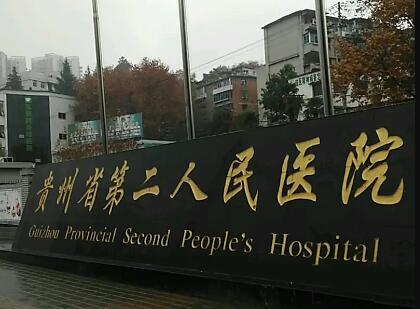 贵州省第二人民医院
Guizhou Provincial Second People's Hospital